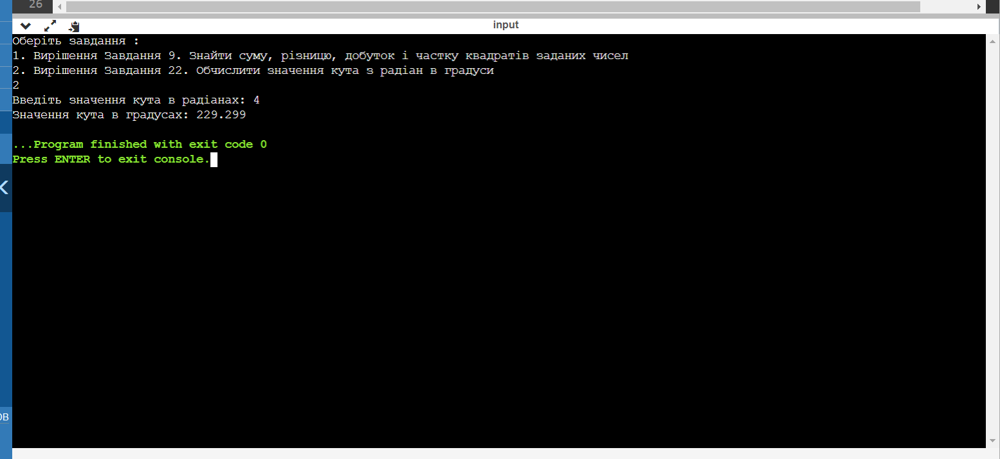 26
input
Оберіть завдання :
1. Вирішення Завдання 9. Знайти суму, різницю, добуток і частку квадратів заданих чисел
2. Вирішення Завдання 22. Обчислити значення кута з радіан в градуси
2
Введіть значення кута в радіанах: 4
Значення кута в градусах: 229.299
...Program finished with exit code 0
Press ENTER to exit console.